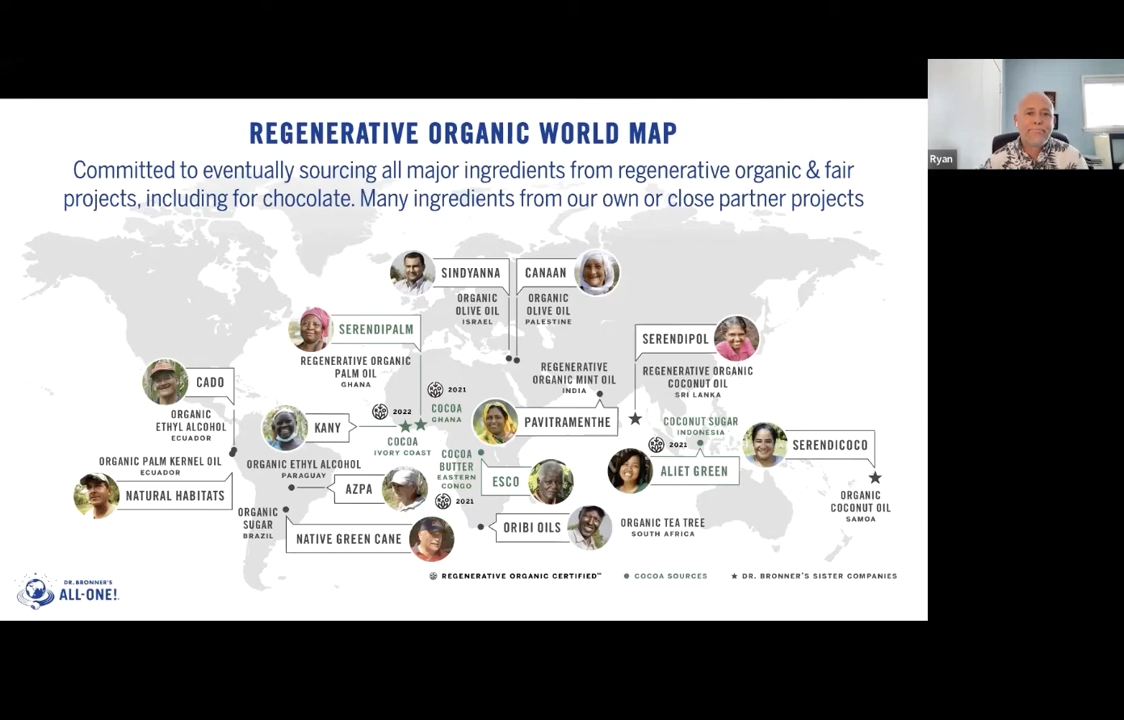 REGENERATIVE ORGANIC WORLD MAP
Committed to eventually sourcing all major ingredients from regenerative organic & fair
projects, including for chocolate. Many ingredients from our own or close partner projects
Ryan
SINDYANNA
ORGANIC
OLIVE OIL
ISRAEL
CANAAN
ORGANIC
OLIVE OIL
PALESTINE
SERENDIPALM
REGENERATIVE ORGANIC
PALM OIL
GHANA
SERENDIPOL
REGENERATIVE ORGANIC
COCONUT OIL
SRI LANKA
REGENERATIVE
ORGANIC MINT OIL
INDIA
PAVITRAMENTHE
CADO
ORGANIC
ETHYL ALCOHOL
ECUADOR
2021
COCOA
GHANA
2022
COCOA
IVORY COAST
KANY
COCONUT SUGAR
INDONESIA
2021
ALIET GREEN
SERENDICOCO
ORGANIC
COCONUT OIL
SAMOA
ORGANIC PALM KERNEL OIL
ECUADOR
NATURAL HABITATS
ORGANIC ETHYL ALCOHOL
PARAGUAY
AZPA
COCOA
BUTTER
EASTERN
CONGO
2021
ESCO
ORGANIC
SUGAR
BRAZIL
NATIVE GREEN CANE
ORIBI OILS
ORGANIC TEA TREE
SOUTH AFRICA
DR. BRONNER'S
ALL-ONE!
REGENERATIVE ORGANIC CERTIFIED™
COCOA SOURCES
DR. BRONNER'S SISTER COMPANIES